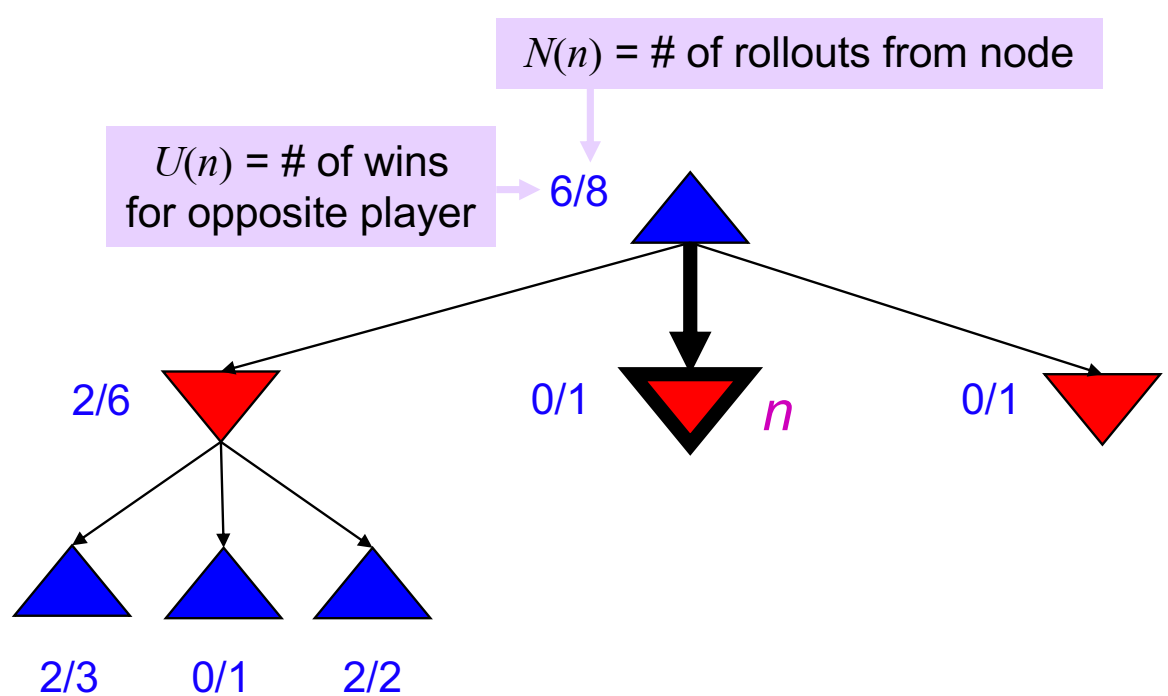 N(n) = # of rollouts from node
U(n) = # of wins
for opposite player
6/8
2/6
0/1
n
0/1
2/3
0/1
2/2